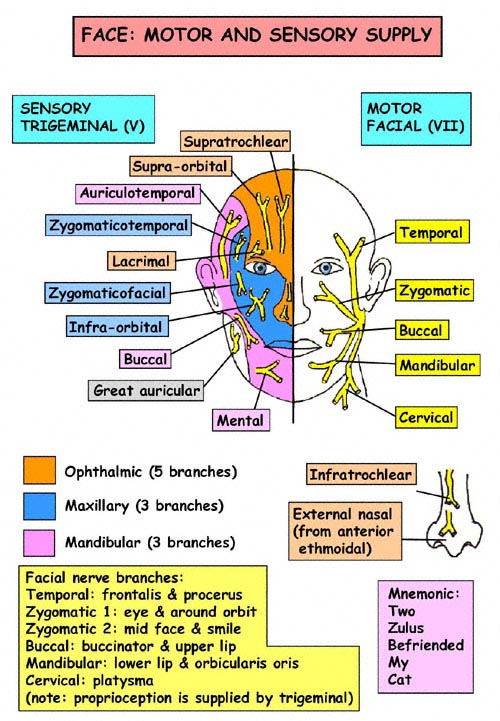 FACE: MOTOR AND SENSORY SUPPLY
SENSORY
TRIGEMINAL (V)
MOTOR
FACIAL (VII)
Supratrochlear
Supra-orbital
Auriculotemporal
Zygomaticotemporal
Lacrimal
Zygomaticofacial
Infra-orbital
Buccal
Great auricular
Mental
Temporal
Zygomatic
Buccal
Mandibular
Cervical
Ophthalmic (5 branches)
Maxillary (3 branches)
Mandibular (3 branches)
Infratrochlear
External nasal
(from anterior
ethmoidal)
Facial nerve branches:
Temporal: frontalis & procerus
Zygomatic 1: eye & around orbit
Zygomatic 2: mid face & smile
Buccal: buccinator & upper lip
Mandibular: lower lip & orbicularis oris
Cervical: platysma
(note: proprioception is supplied by trigeminal)
Mnemonic:
Two
Zulus
Befriended
My
Cat